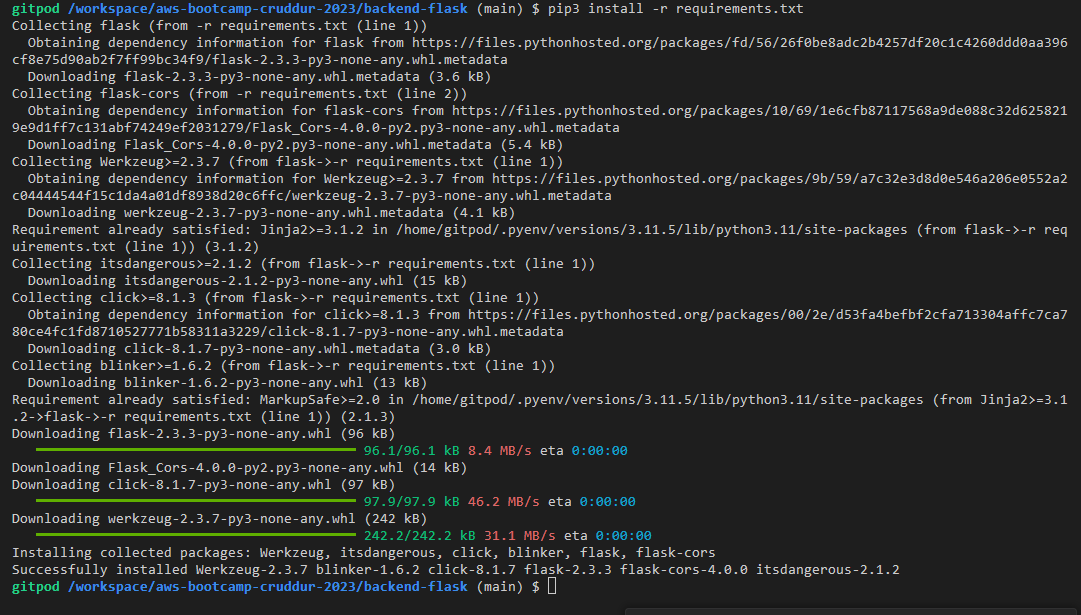 gitpod /workspace/aws-bootcamp-cruddur-2023/backend-flask (main) $ pip3 install -r requirements.txt
Collecting flask (from -r requirements.txt (line 1))
  Obtaining dependency information for flask from https://files.pythonhosted.org/packages/fd/56/26f0be8adc2b4257df20c1c4260ddd0aa396
cf8e75d90ab2f7ff99bc34f9/flask-2.3.3-py3-none-any.whl.metadata
  Downloading flask-2.3.3-py3-none-any.whl.metadata (3.6 kB)
Collecting flask-cors (from -r requirements.txt (line 2))
  Obtaining dependency information for flask-cors from https://files.pythonhosted.org/packages/10/69/1e6cfb87117568a9de088c32d625821
9e9d1ff7c131abf74249ef2031279/Flask_Cors-4.0.0-py2.py3-none-any.whl.metadata
  Downloading Flask_Cors-4.0.0-py2.py3-none-any.whl.metadata (5.4 kB)
Collecting Werkzeug>=2.3.7 (from flask->-r requirements.txt (line 1))
  Obtaining dependency information for Werkzeug>=2.3.7 from https://files.pythonhosted.org/packages/9b/59/a7c32e3d8d0e546a206e0552a2
c04444544f15c1da4a01df8938d20c6ffc/werkzeug-2.3.7-py3-none-any.whl.metadata
  Downloading werkzeug-2.3.7-py3-none-any.whl.metadata (4.1 kB)
Requirement already satisfied: Jinja2>=3.1.2 in /home/gitpod/.pyenv/versions/3.11.5/lib/python3.11/site-packages (from flask->-r req
uirements.txt (line 1)) (3.1.2)
Collecting itsdangerous>=2.1.2 (from flask->-r requirements.txt (line 1))
  Downloading itsdangerous-2.1.2-py3-none-any.whl (15 kB)
Collecting click>=8.1.3 (from flask->-r requirements.txt (line 1))
  Obtaining dependency information for click>=8.1.3 from https://files.pythonhosted.org/packages/00/2e/d53fa4befbf2cfa713304affc7ca7
80ce4fc1fd8710527771b58311a3229/click-8.1.7-py3-none-any.whl.metadata
  Downloading click-8.1.7-py3-none-any.whl.metadata (3.0 kB)
Collecting blinker>=1.6.2 (from flask->-r requirements.txt (line 1))
  Downloading blinker-1.6.2-py3-none-any.whl (13 kB)
Requirement already satisfied: MarkupSafe>=2.0 in /home/gitpod/.pyenv/versions/3.11.5/lib/python3.11/site-packages (from Jinja2>=3.1
.2->flask->-r requirements.txt (line 1)) (2.1.3)
Downloading flask-2.3.3-py3-none-any.whl (96 kB)
96.1/96.1 kB 8.4 MB/s eta 0:00:00
Downloading Flask_Cors-4.0.0-py2.py3-none-any.whl (14 kB)
Downloading click-8.1.7-py3-none-any.whl (97 kB)
97.9/97.9 kB 46.2 MB/s eta 0:00:00
Downloading werkzeug-2.3.7-py3-none-any.whl (242 kB)
242.2/242.2 kB 31.1 MB/s eta 0:00:00
Installing collected packages: Werkzeug, itsdangerous, click, blinker, flask, flask-cors
Successfully installed Werkzeug-2.3.7 blinker-1.6.2 click-8.1.7 flask-2.3.3 flask-cors-4.0.0 itsdangerous-2.1.2
gitpod /workspace/aws-bootcamp-cruddur-2023/backend-flask (main) $